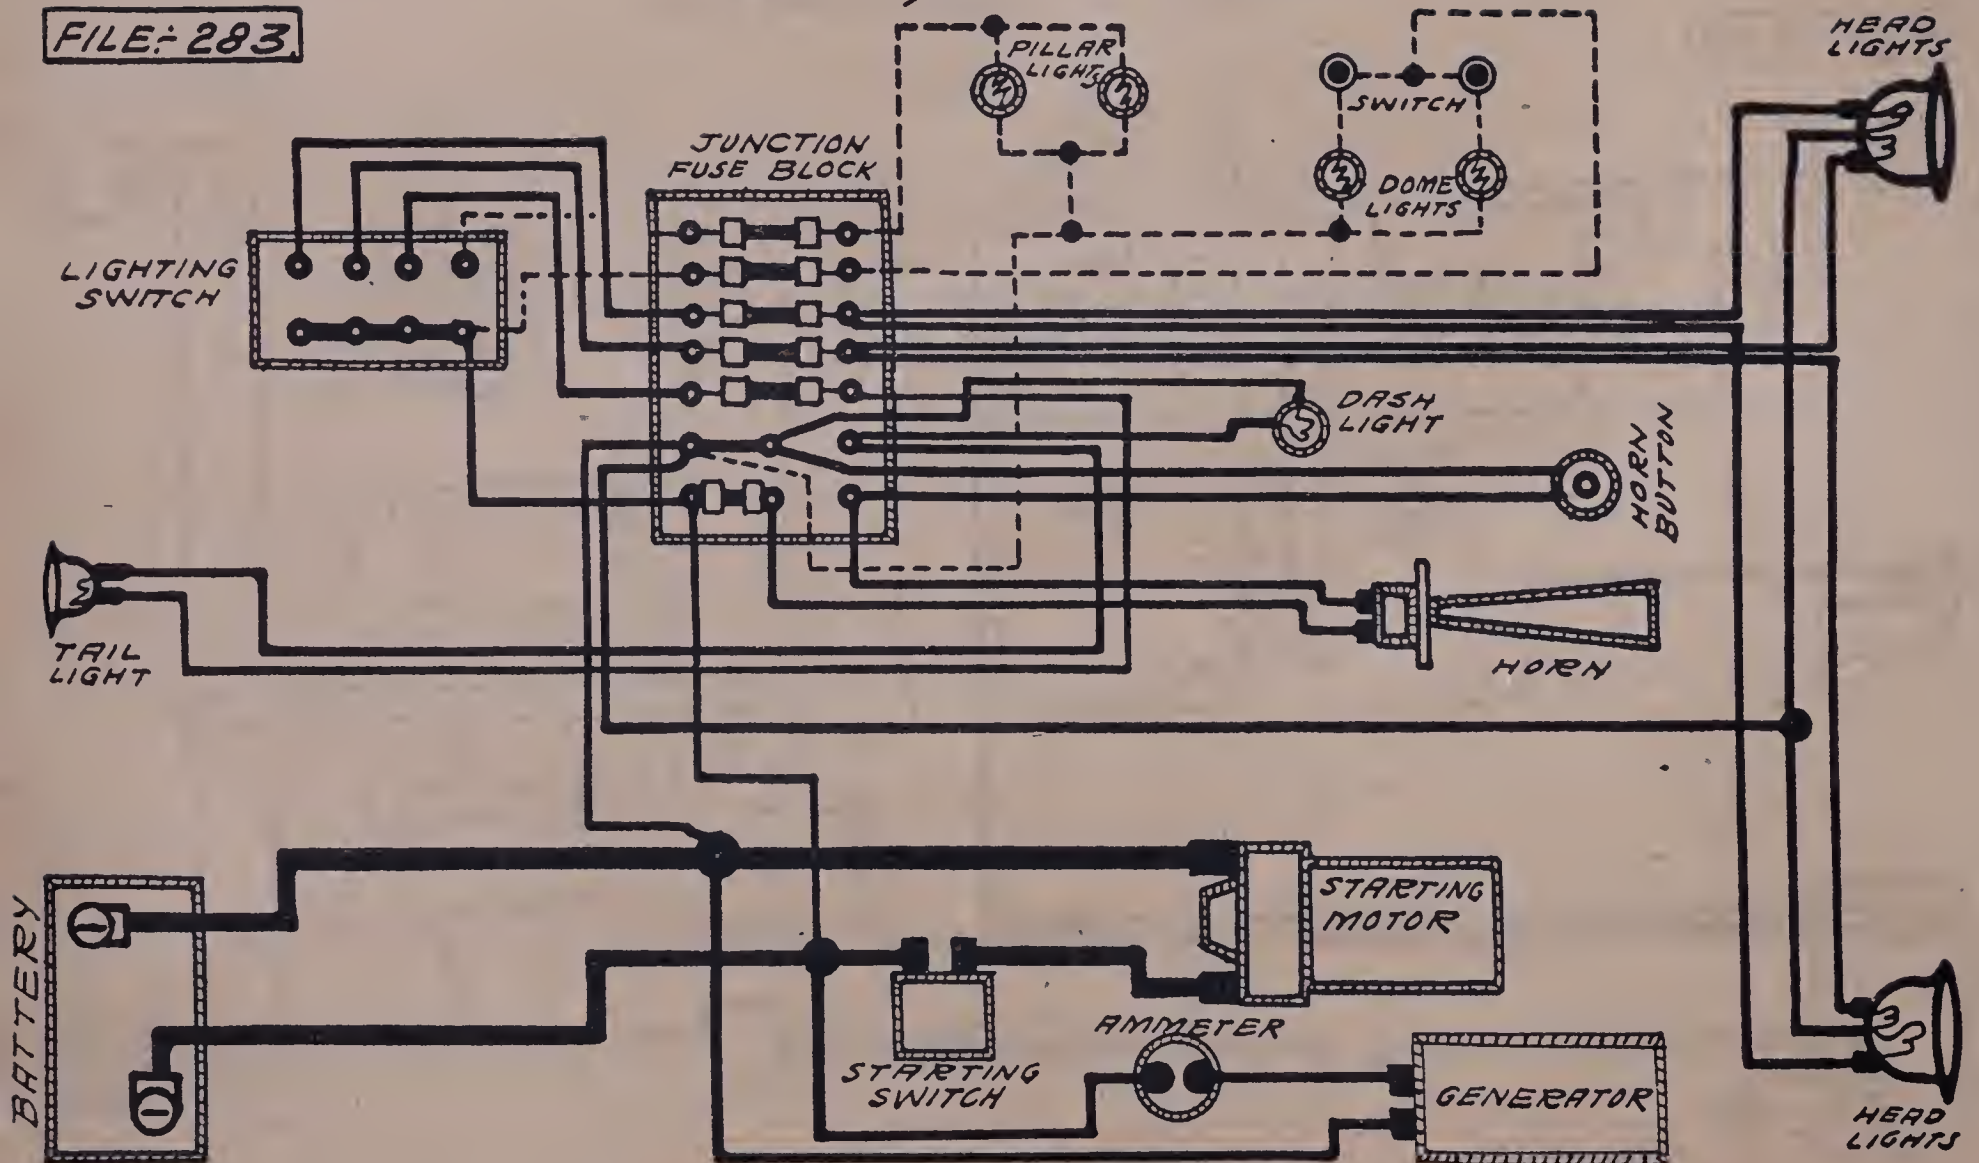 FILE:- 283.
HEAD
LIGHTS
PILLAR
LIGHTS
SWITCH
JUNCTION
FUSE BLOCK
DOME
LIGHTS
LIGHTING
SWITCH
DASH
LIGHT
HORN
BUTTON
TAIL
LIGHT
HORN
STARTING
MOTOR
BATTERY
AMMETER
STARTING
SWITCH
GENERATOR
HEAD
LIGHTS